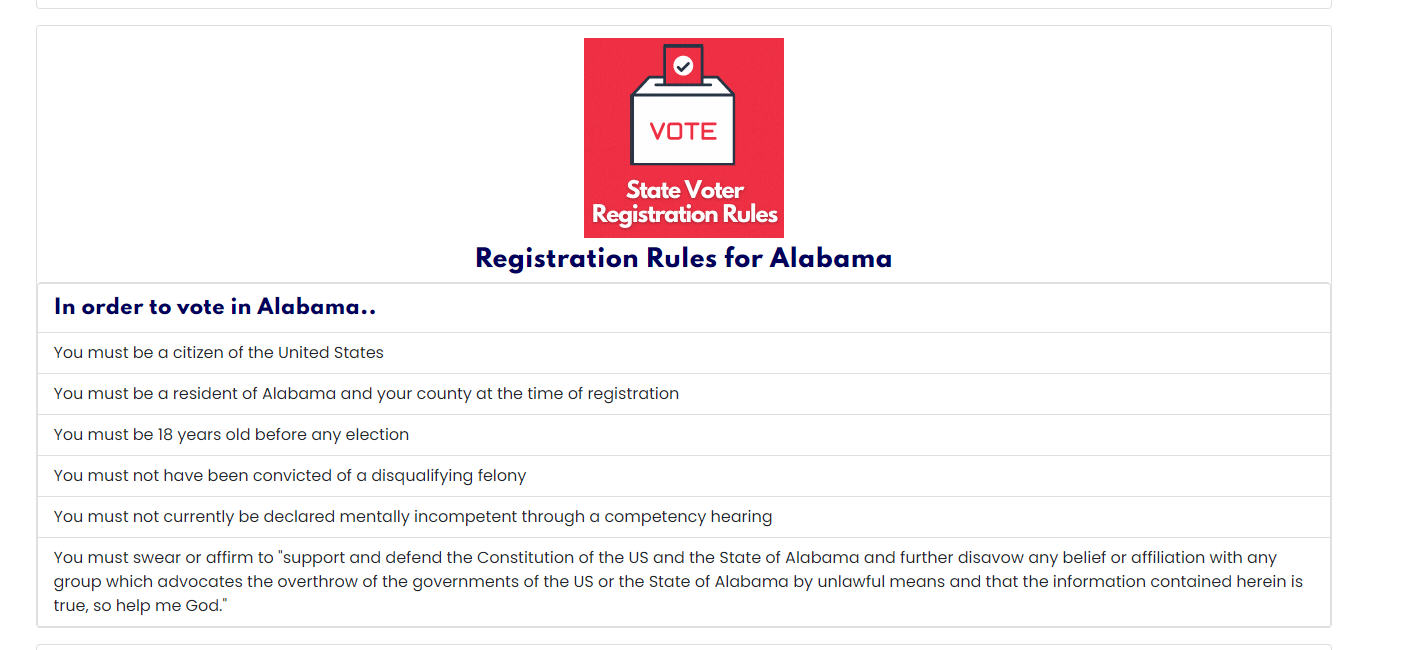 VOTE
State Voter
Registration Rules
Registration Rules for Alabama
In order to vote in Alabama..
You must be a citizen of the United States
You must be a resident of Alabama and your county at the time of registration
You must be 18 years old before any election
You must not have been convicted of a disqualifying felony
You must not currently be declared mentally incompetent through a competency hearing
You must swear or affirm to "support and defend the Constitution of the US and the State of Alabama and further disavow any belief or affiliation with any
group which advocates the overthrow of the governments of the US or the State of Alabama by unlawful means and that the information contained herein is
true, so help me God."